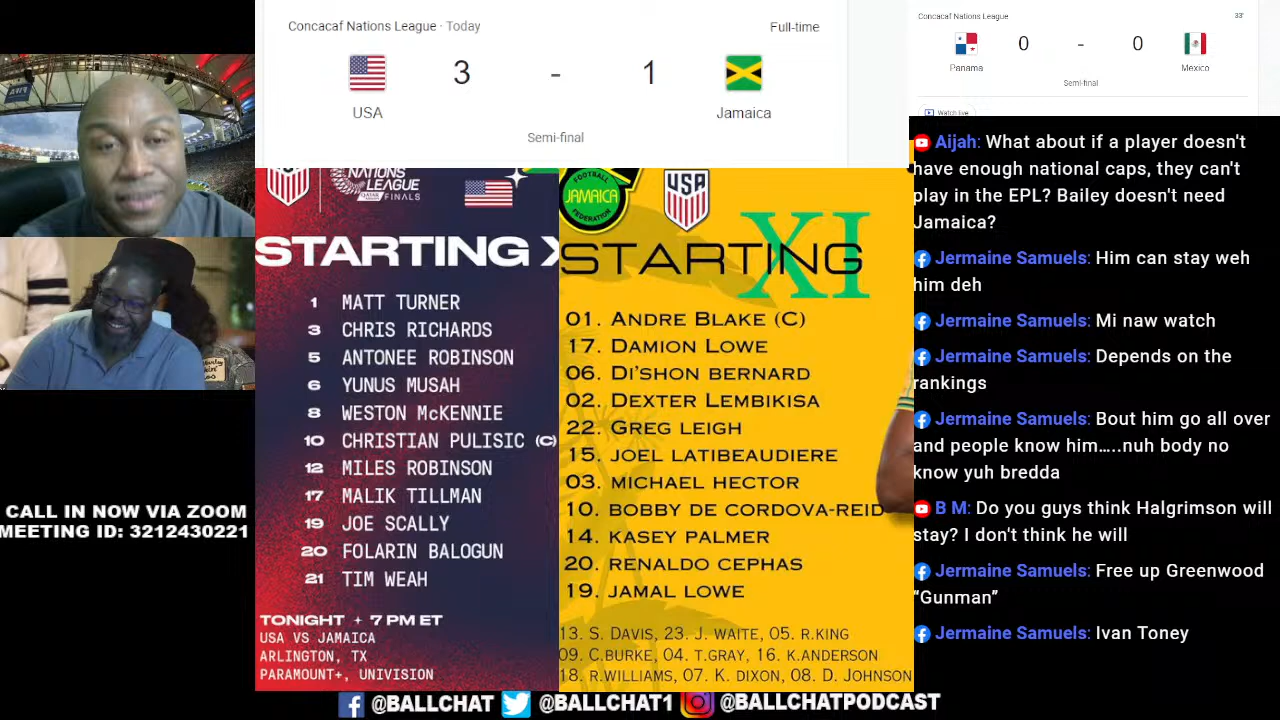 Concacaf Nations League · Today
Full-time
3 - 1
USA
Jamaica
Semi-final
Concacaf Nations League
33'
0 - 0
Panama
Mexico
Semi-final
Watch live
NATIONS
LEAGUE
FINALS
STARTING X
1 MATT TURNER
3 CHRIS RICHARDS
5 ANTONEE ROBINSON
6 YUNUS MUSAH
8 WESTON McKENNIE
10 CHRISTIAN PULISIC (C)
12 MILES ROBINSON
17 MALIK TILLMAN
19 JOE SCALLY
20 FOLARIN BALOGUN
21 TIM WEAH
TONIGHT + 7 PM ET
USA VS JAMAICA
ARLINGTON, TX
PARAMOUNT+, UNIVISION
FOOTBALL
JAMAICA
FEDERATION
USA
STARTING
XI
01. ANDRE BLAKE (C)
17. DAMION LOWE
06. DI'SHON BERNARD
02. DEXTER LEMBIKISA
22. GREG LEIGH
15. JOEL LATIBEAUDIERE
03. MICHAEL HECTOR
10. BOBBY DE CORDOVA-REID
14. KASEY PALMER
20. RENALDO CEPHAS
19. JAMAL LOWE
13. S. DAVIS, 23. J. WAITE, 05. R.KING
09. C.BURKE, 04. T.GRAY, 16. K.ANDERSON
18. R.WILLIAMS, 07. K. DIXON, 08. D. JOHNSON
Aijah: What about if a player doesn't
have enough national caps, they can't
play in the EPL? Bailey doesn't need
Jamaica?
Jermaine Samuels: Him can stay weh
him deh
Jermaine Samuels: Mi naw watch
Jermaine Samuels: Depends on the
rankings
Jermaine Samuels: Bout him go all over
and people know him.....nuh body no
know yuh bredda
B M: Do you guys think Halgrimson will
stay? I don't think he will
Jermaine Samuels: Free up Greenwood
“Gunman”
Jermaine Samuels: Ivan Toney
CALL IN NOW VIA ZOOM
MEETING ID: 3212430221
@BALLCHAT @BALLCHAT1 @BALLCHATPODCAST